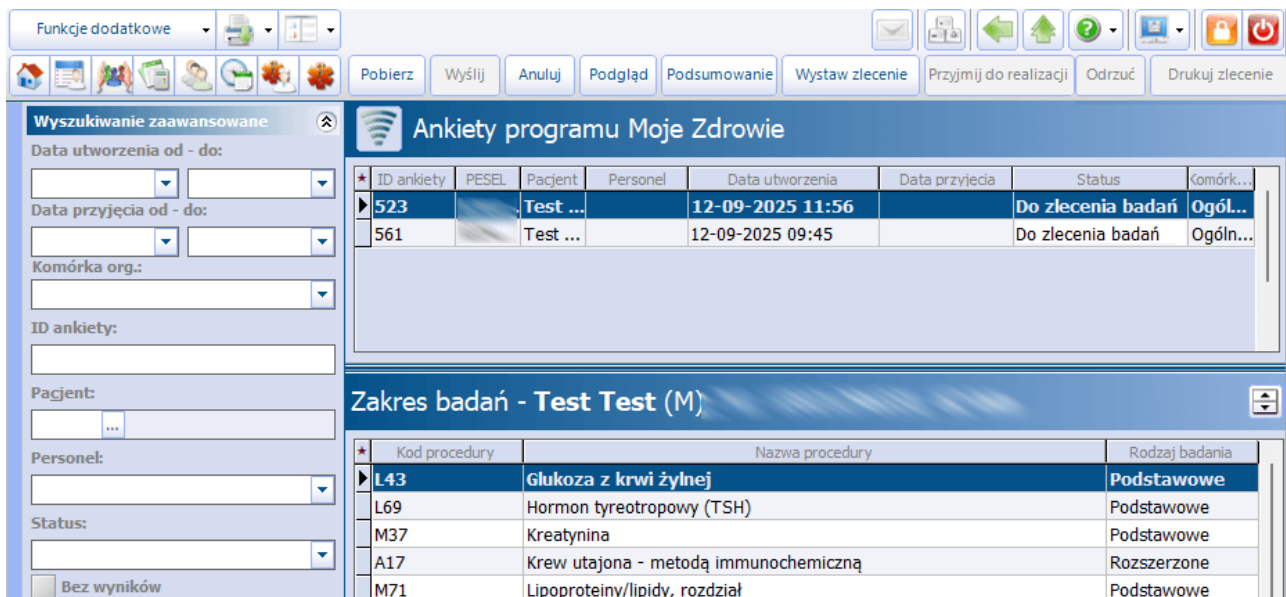 Funkcje dodatkowe
Pobierz Wyślij Anuluj Podgląd Podsumowanie Wystaw zlecenie Przyjmij do realizacji Odrzuć Drukuj zlecenie
Wyszukiwanie zaawansowane
Data utworzenia od - do:
Data przyjęcia od - do:
Komórka org.:
ID ankiety:
Pacjent:
...
Personel:
Status:
Bez wyników
Ankiety programu Moje Zdrowie
ID ankiety PESEL Pacjent Personel Data utworzenia Data przyjęcia Status Komórk...
523 Test ... 12-09-2025 11:56 Do zlecenia badań Ogól...
561 Test ... 12-09-2025 09:45 Do zlecenia badań Ogóln...
Zakres badań - Test Test (M)
Kod procedury Nazwa procedury Rodzaj badania
L43 Glukoza z krwi żylnej Podstawowe
L69 Hormon tyreotropowy (TSH) Podstawowe
M37 Kreatynina Podstawowe
A17 Krew utajona - metodą immunochemiczną Rozszerzone
M71 Lipoproteiny/lipidy, rozdział Podstawowe